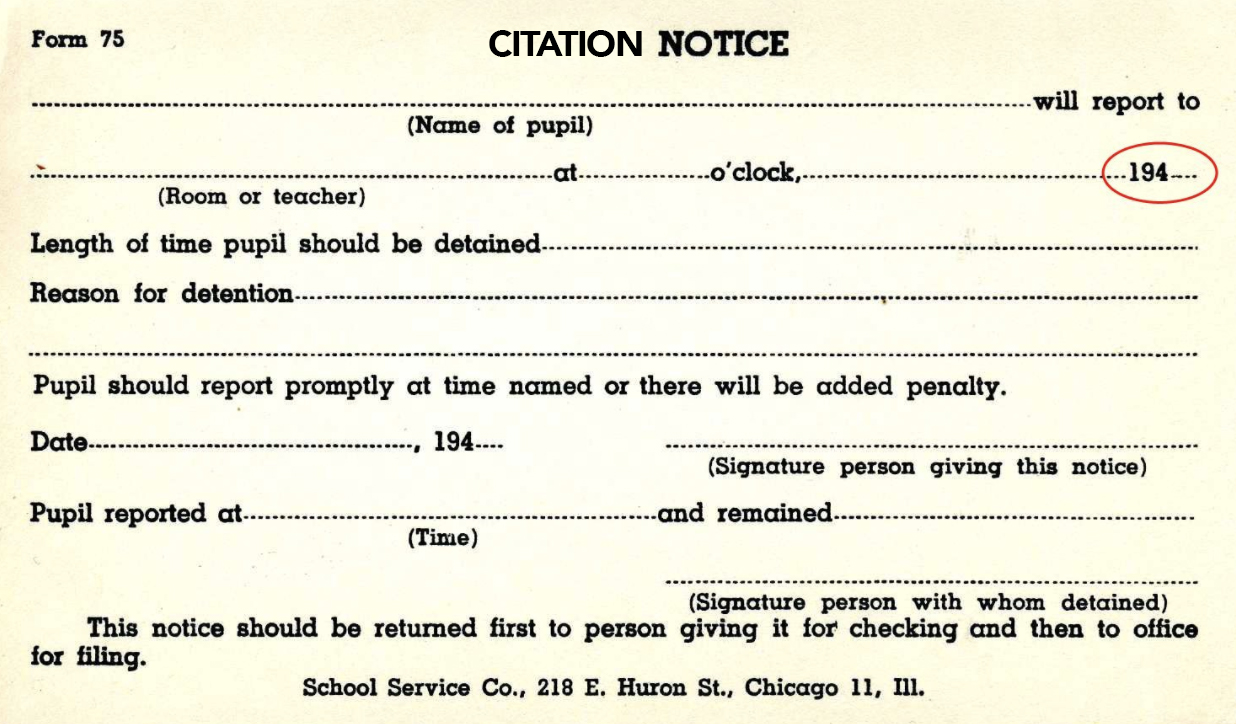 Form 75 CITATION NOTICE
will report to
(Name of pupil)
at o'clock, 194
(Room or teacher)
Length of time pupil should be detained
Reason for detention
Pupil should report promptly at time named or there will be added penalty.
Date , 194
(Signature person giving this notice)
Pupil reported at and remained
(Time)
(Signature person with whom detained)
This notice should be returned first to person giving it for checking and then to office
for filing.
School Service Co., 218 E. Huron St., Chicago 11, Ill.